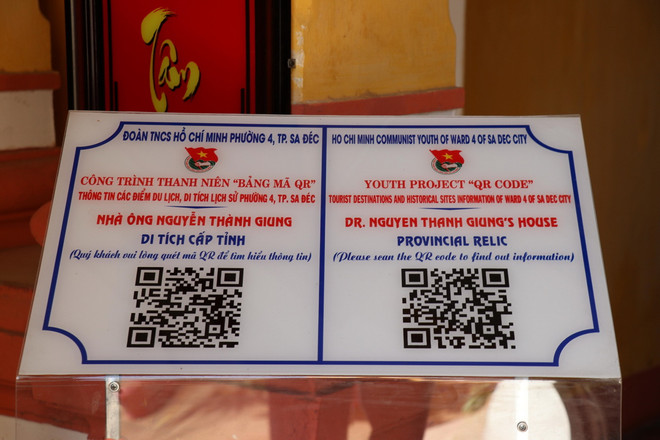 Tâm
ĐOÀN TNCS HỒ CHÍ MINH PHƯỜNG 4, TP. SA ĐÉC
CÔNG TRÌNH THANH NIÊN "BẢNG MÃ QR"
THÔNG TIN CÁC ĐIỂM DU LỊCH, DI TÍCH LỊCH SỬ PHƯỜNG 4, TP. SA ĐÉC
NHÀ ÔNG NGUYỄN THÀNH GIUNG
DI TÍCH CẤP TỈNH
(Quý khách vui lòng quét mã QR để tìm hiểu thông tin)
HO CHI MINH COMMUNIST YOUTH OF WARD 4 OF SA DEC CITY
YOUTH PROJECT "QR CODE"
TOURIST DESTINATIONS AND HISTORICAL SITES INFORMATION OF WARD 4 OF SA DEC CITY
DR. NGUYEN THANH GIUNG'S HOUSE
PROVINCIAL RELIC
(Please scan the QR code to find out information)